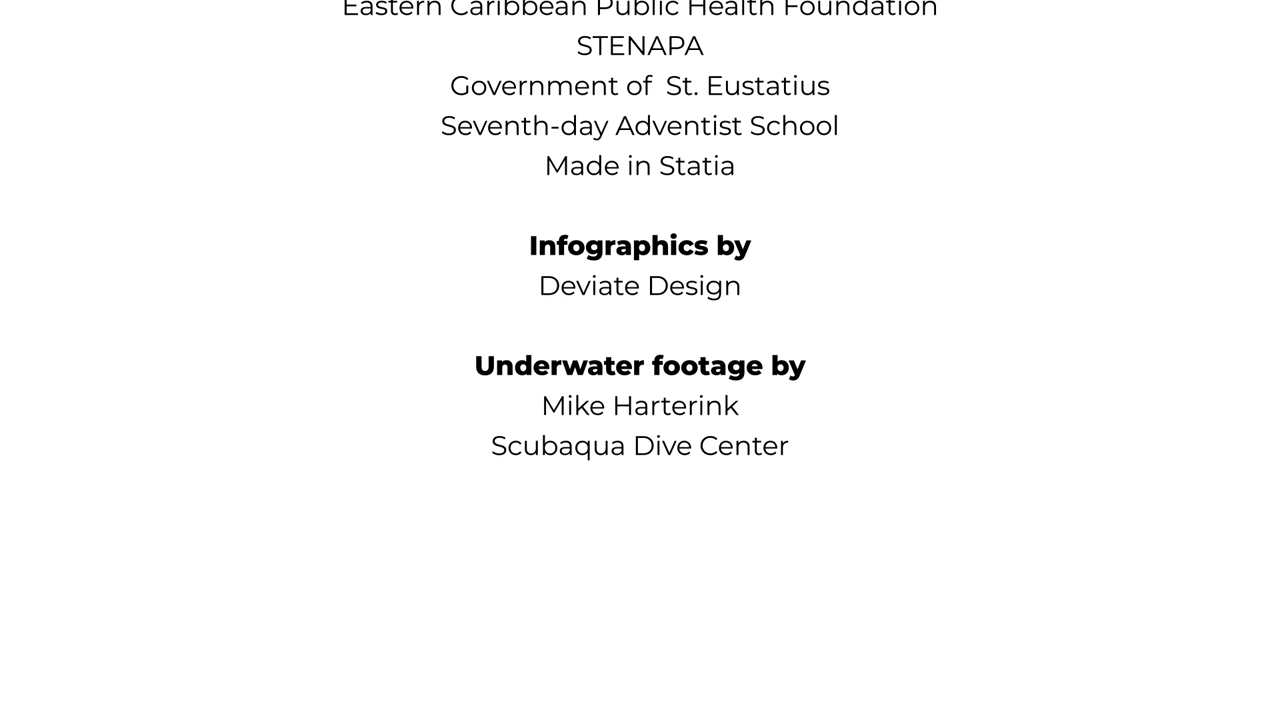 Eastern Caribbean Public Health Foundation
STENAPA
Government of  St. Eustatius
Seventh-day Adventist School
Made in Statia
Infographics by
Deviate Design
Underwater footage by
Mike Harterink
Scubaqua Dive Center